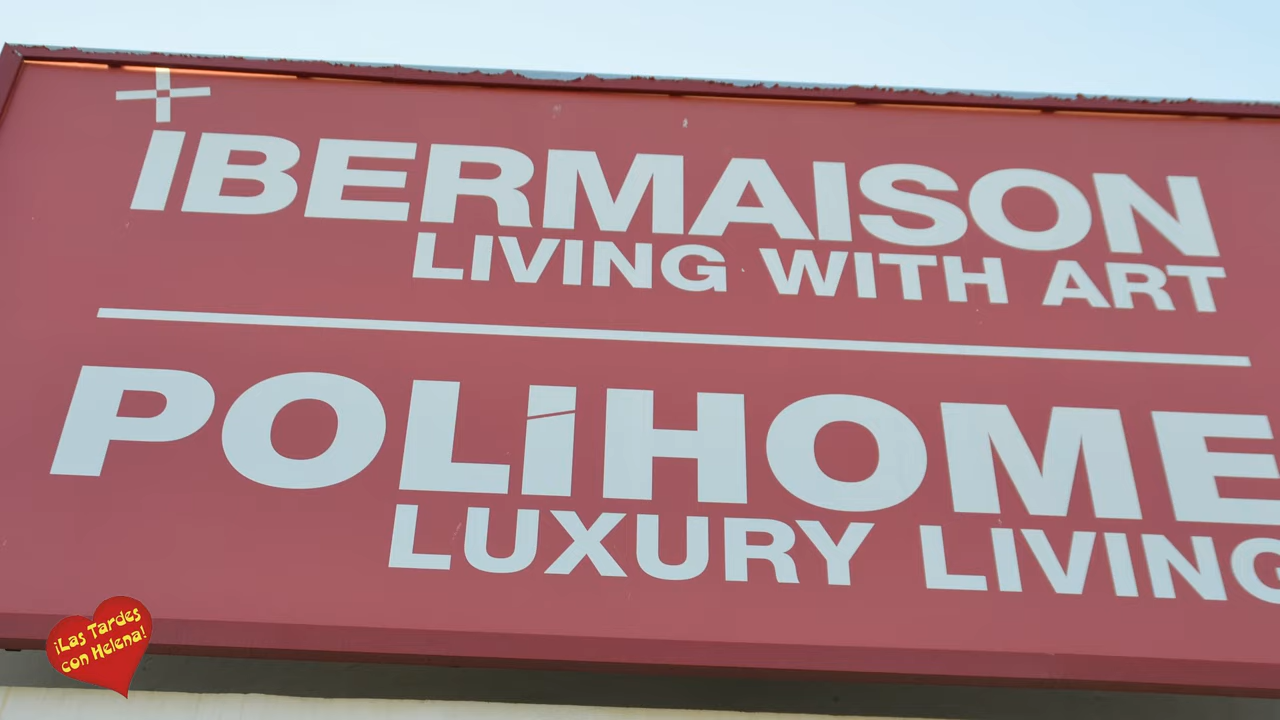 iBERMAISON
LIVING WITH ART
POLiHOME
LUXURY LIVING
¡Las Tardes
con Helena!